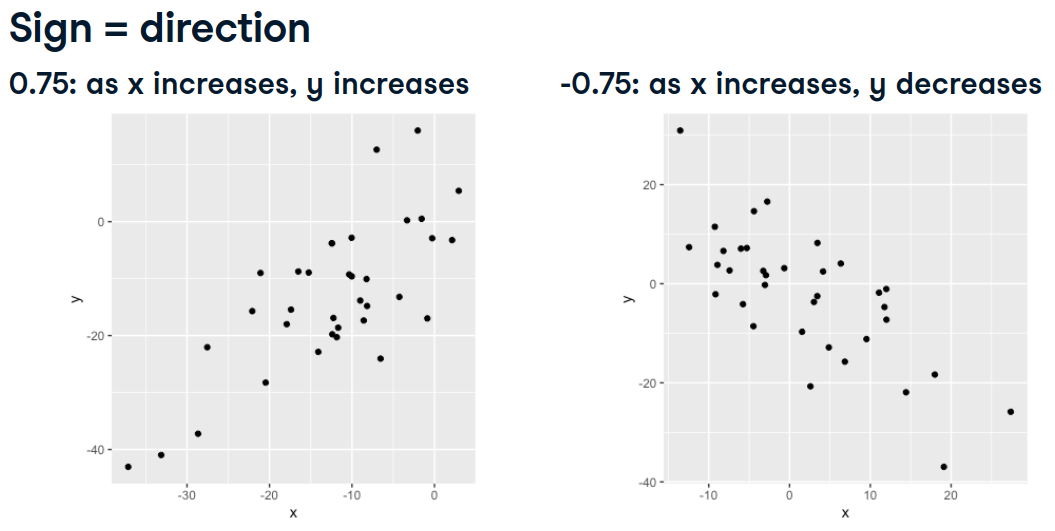 Sign = direction
0.75: as x increases, y increases
-0.75: as x increases, y decreases
0
-20
-40
y
-30
-20
-10
0
x
20
0
-20
-40
y
-10
0
10
20
x